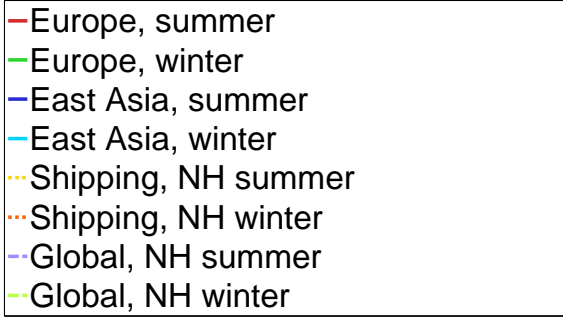 Europe, summer
Europe, winter
East Asia, summer
East Asia, winter
Shipping, NH summer
Shipping, NH winter
Global, NH summer
Global, NH winter